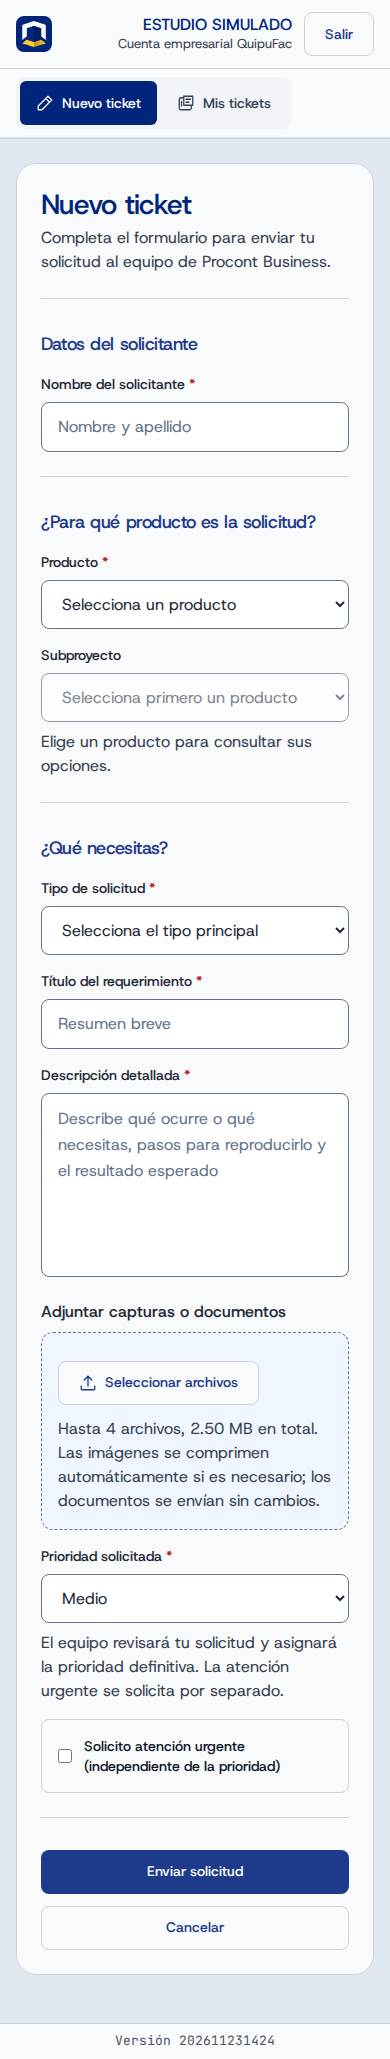 ESTUDIO SIMULADO
Cuenta empresarial QuipuFac
Salir
Nuevo ticket
Mis tickets
Nuevo ticket
Completa el formulario para enviar tu
solicitud al equipo de Procont Business.
Datos del solicitante
Nombre del solicitante *
Nombre y apellido
¿Para qué producto es la solicitud?
Producto *
Selecciona un producto
Subproyecto
Selecciona primero un producto
Elige un producto para consultar sus
opciones.
¿Qué necesitas?
Tipo de solicitud *
Selecciona el tipo principal
Título del requerimiento *
Resumen breve
Descripción detallada *
Describe qué ocurre o qué
necesitas, pasos para reproducirlo y
el resultado esperado
Adjuntar capturas o documentos
Seleccionar archivos
Hasta 4 archivos, 2.50 MB en total.
Las imágenes se comprimen
automáticamente si es necesario; los
documentos se envían sin cambios.
Prioridad solicitada *
Medio
El equipo revisará tu solicitud y asignará
la prioridad definitiva. La atención
urgente se solicita por separado.
Solicito atención urgente
(independiente de la prioridad)
Enviar solicitud
Cancelar
Versión 202611231424